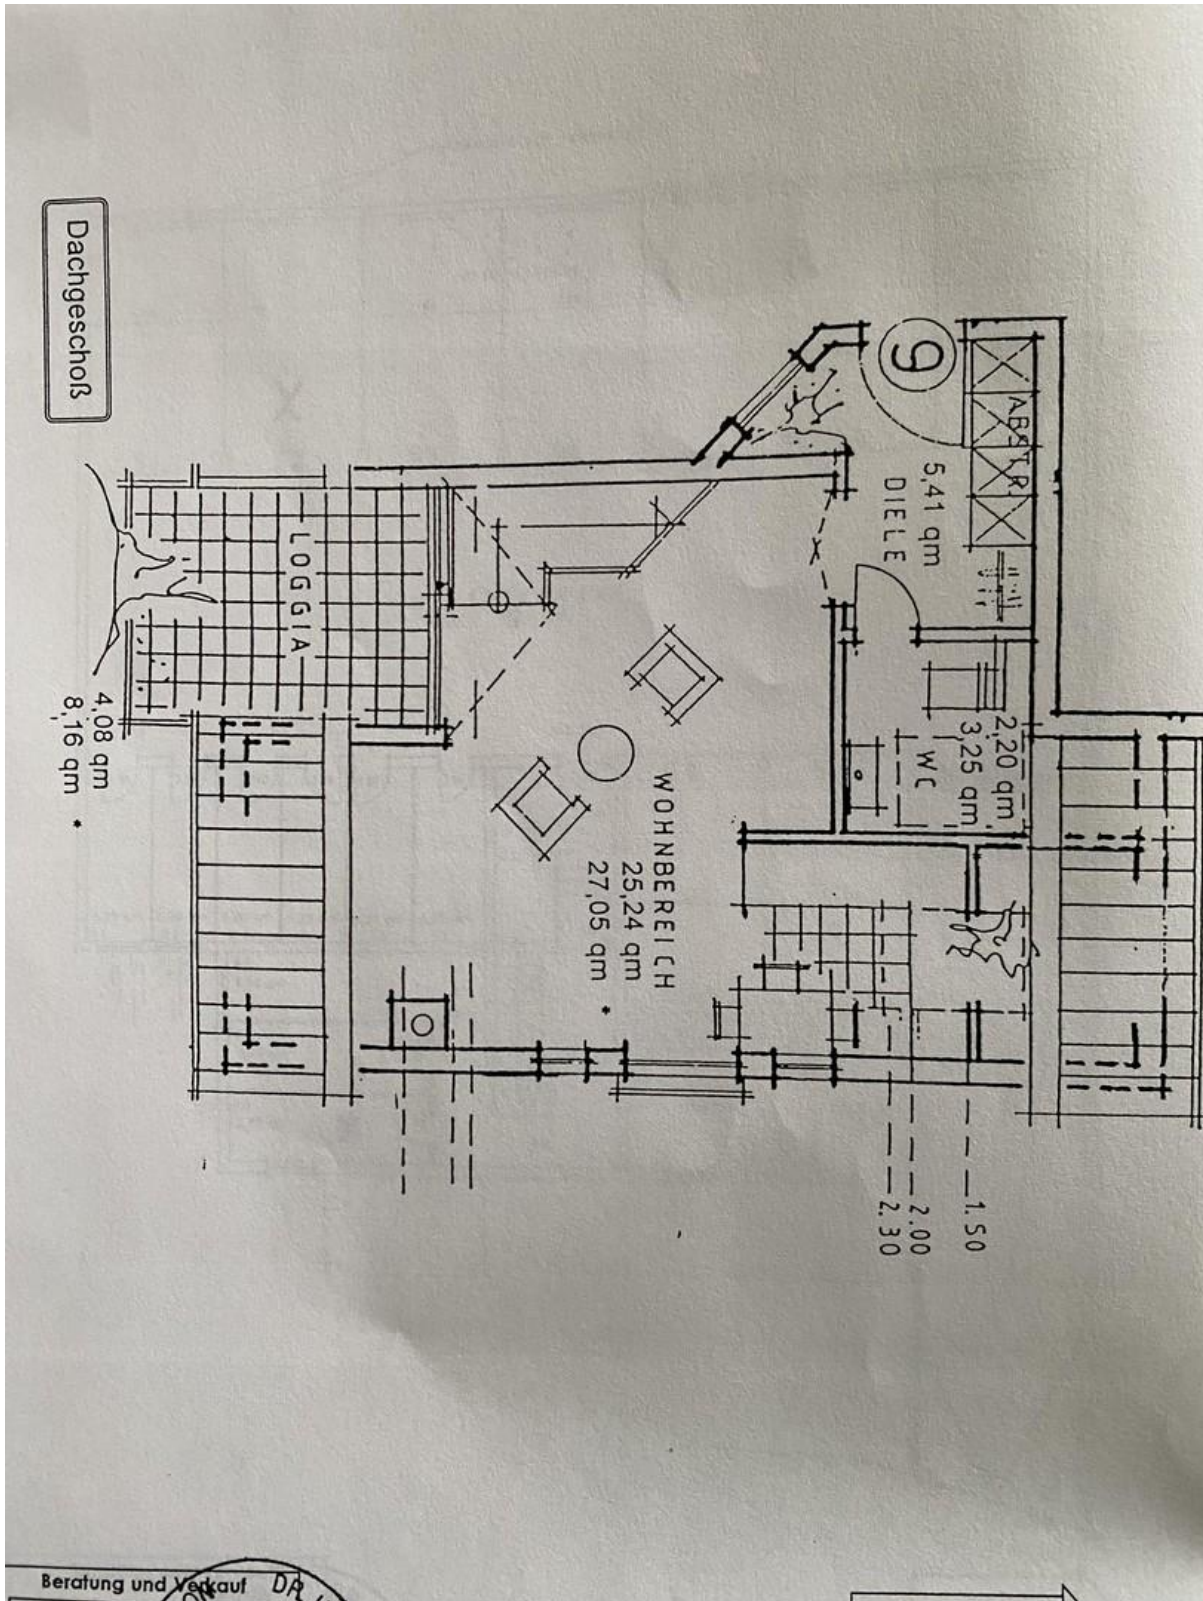 Dachgeschoß
9
ABSTR.
5,41 qm
DIELE
2,20 qm
3,25 qm
WC
LOGGIA
4,08 qm
8,16 qm *
WOHNBEREICH
25,24 qm
27,05 qm *
1.50
2.00
2.30
Beratung und Verkauf